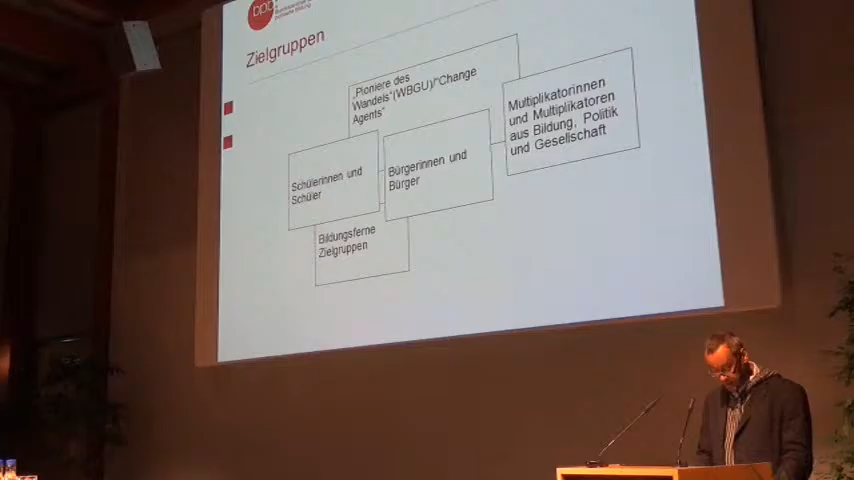 bpb
Zielgruppen
„Pioniere des
Wandels“(WBGU)/“Change
Agents“
Multiplikatorinnen
und Multiplikatoren
aus Bildung, Politik
und Gesellschaft
Schülerinnen und
Schüler
Bürgerinnen und
Bürger
Bildungsferne
Zielgruppen